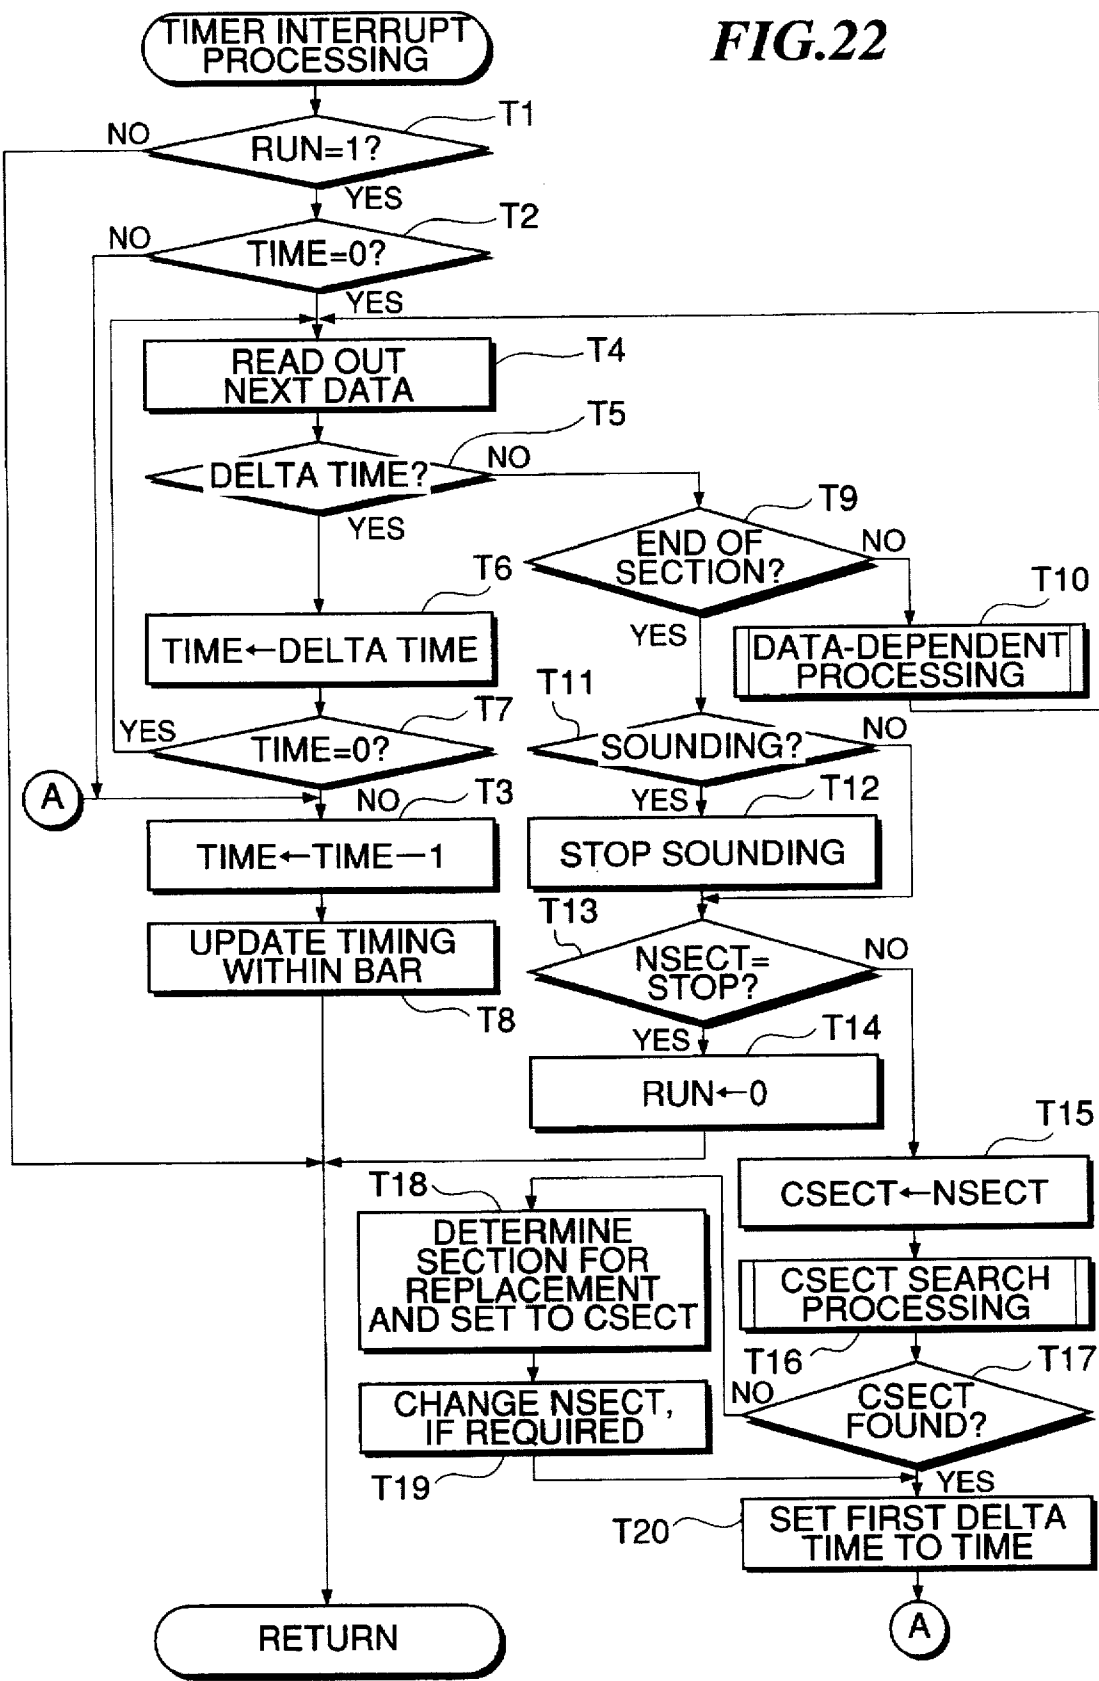 FIG.22
TIMER INTERRUPT
PROCESSING
T1
NO
RUN=1?
YES
T2
NO
TIME=0?
YES
T4
READ OUT
NEXT DATA
T5
DELTA TIME?
NO
YES
T9
END OF
SECTION?
NO
YES
T10
DATA-DEPENDENT
PROCESSING
T6
TIME←DELTA TIME
T7
YES
TIME=0?
NO
A
T3
TIME←TIME—1
UPDATE TIMING
WITHIN BAR
T8
T11
SOUNDING?
NO
YES
T12
STOP SOUNDING
T13
NSECT=
STOP?
NO
YES
T14
RUN←0
T15
CSECT←NSECT
CSECT SEARCH
PROCESSING
T16
T17
NO
CSECT
FOUND?
YES
T18
DETERMINE
SECTION FOR
REPLACEMENT
AND SET TO CSECT
CHANGE NSECT,
IF REQUIRED
T19
T20
SET FIRST DELTA
TIME TO TIME
A
RETURN